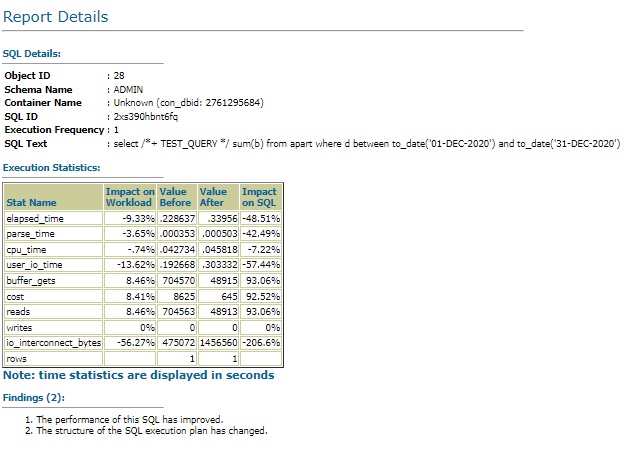 Report Details
SQL Details:
Object ID : 28
Schema Name : ADMIN
Container Name : Unknown (con_dbid: 2761295684)
SQL ID : 2xs390hbnt6fq
Execution Frequency : 1
SQL Text : select /*+ TEST_QUERY */ sum(b) from apart where d between to_date('01-DEC-2020') and to_date('31-DEC-2020')
Execution Statistics:
Stat Name Impact on Workload Value Before Value After Impact on SQL
elapsed_time -9.33% .228637 .33956 -48.51%
parse_time -3.65% .000353 .000503 -42.49%
cpu_time -.74% .042734 .045818 -7.22%
user_io_time -13.62% .192668 .303332 -57.44%
buffer_gets 8.46% 704570 48915 93.06%
cost 8.41% 8625 645 92.52%
reads 8.46% 704563 48913 93.06%
writes 0% 0 0 0%
io_interconnect_bytes -56.27% 475072 1456560 -206.6%
rows 1 1
Note: time statistics are displayed in seconds
Findings (2):
1. The performance of this SQL has improved.
2. The structure of the SQL execution plan has changed.